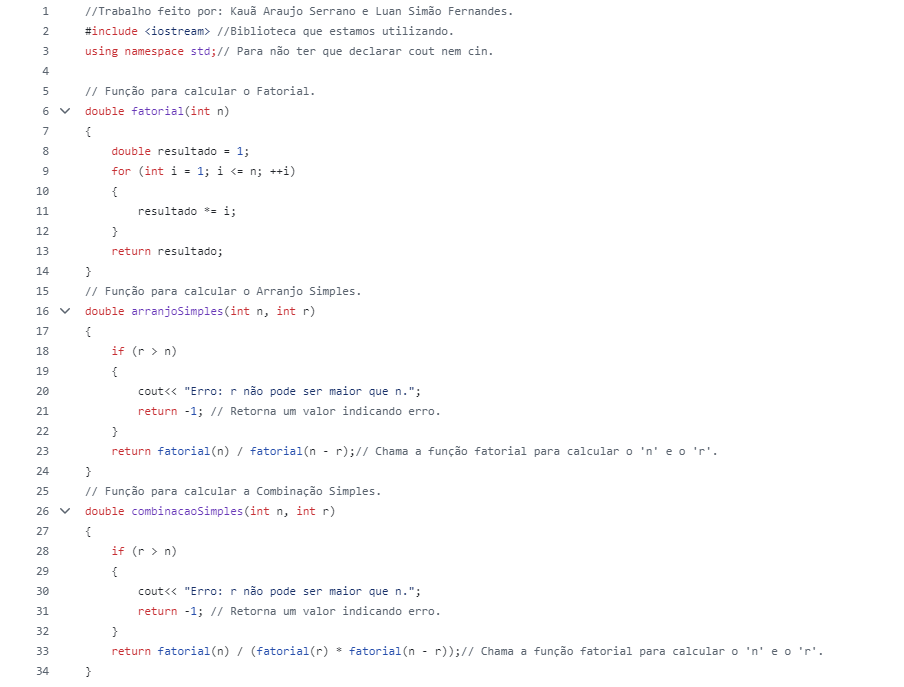 1 //Trabalho feito por: Kauã Araujo Serrano e Luan Simão Fernandes.
2 #include <iostream> //Biblioteca que estamos utilizando.
3 using namespace std;// Para não ter que declarar cout nem cin.
4
5 // Função para calcular o Fatorial.
6 double fatorial(int n)
7 {
8     double resultado = 1;
9     for (int i = 1; i <= n; ++i)
10     {
11         resultado *= i;
12     }
13     return resultado;
14 }
15 // Função para calcular o Arranjo Simples.
16 double arranjoSimples(int n, int r)
17 {
18     if (r > n)
19     {
20         cout<< "Erro: r não pode ser maior que n.";
21         return -1; // Retorna um valor indicando erro.
22     }
23     return fatorial(n) / fatorial(n - r);// Chama a função fatorial para calcular o 'n' e o 'r'.
24 }
25 // Função para calcular a Combinação Simples.
26 double combinacaoSimples(int n, int r)
27 {
28     if (r > n)
29     {
30         cout<< "Erro: r não pode ser maior que n.";
31         return -1; // Retorna um valor indicando erro.
32     }
33     return fatorial(n) / (fatorial(r) * fatorial(n - r));// Chama a função fatorial para calcular o 'n' e o 'r'.
34 }